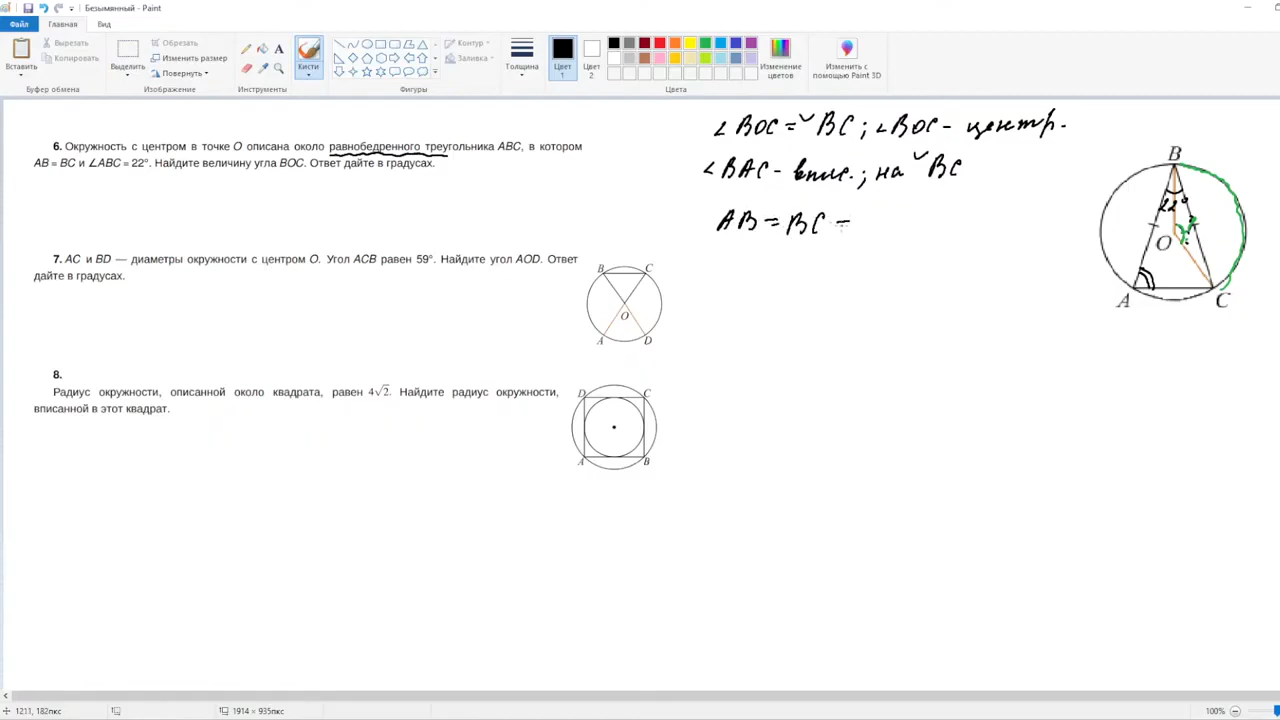 Безымянный - Paint
Файл
Главная
Вид
Вставить
Вырезать
Копировать
Буфер обмена
Выделить
Обрезать
Изменить размер
Повернуть
Изображение
A
Инструменты
Кисти
Контур
Заливка
Фигуры
Толщина
Цвет 1
Цвет 2
Изменение цветов
Цвета
Изменить с помощью Paint 3D
6. Окружность с центром в точке O описана около равнобедренного треугольника ABC, в котором
AB = BC и ∠ABC = 22°. Найдите величину угла BOC. Ответ дайте в градусах.
7. AC и BD — диаметры окружности с центром O. Угол ACB равен 59°. Найдите угол AOD. Ответ
дайте в градусах.
B C
O
A D
8.
Радиус окружности, описанной около квадрата, равен 4√2. Найдите радиус окружности,
вписанной в этот квадрат.
D C
A B
∠BOC = ◡BC ; ∠BOC - центр.
∠BAC - впис. ; на ◡BC
AB = BC =
B
22°
O
?
A C
1211, 182пкс
1914 × 935пкс
100%